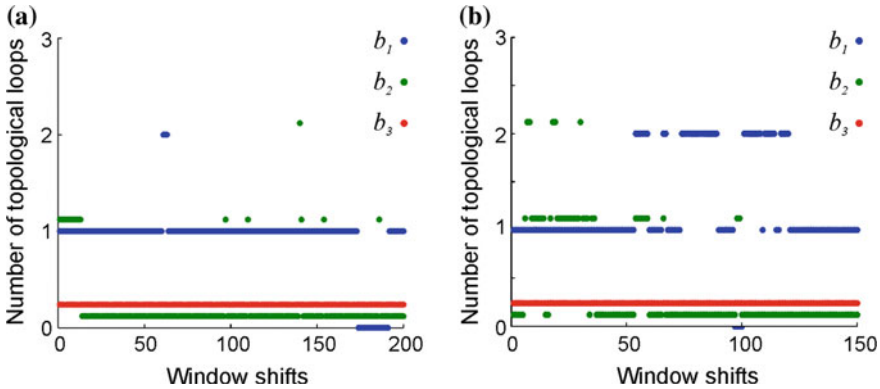 (a)
Number of topological loops
3
2
1
0
0 50 100 150 200
Window shifts
b1
b2
b3
(b)
Number of topological loops
3
2
1
0
0 50 100 150
Window shifts
b1
b2
b3